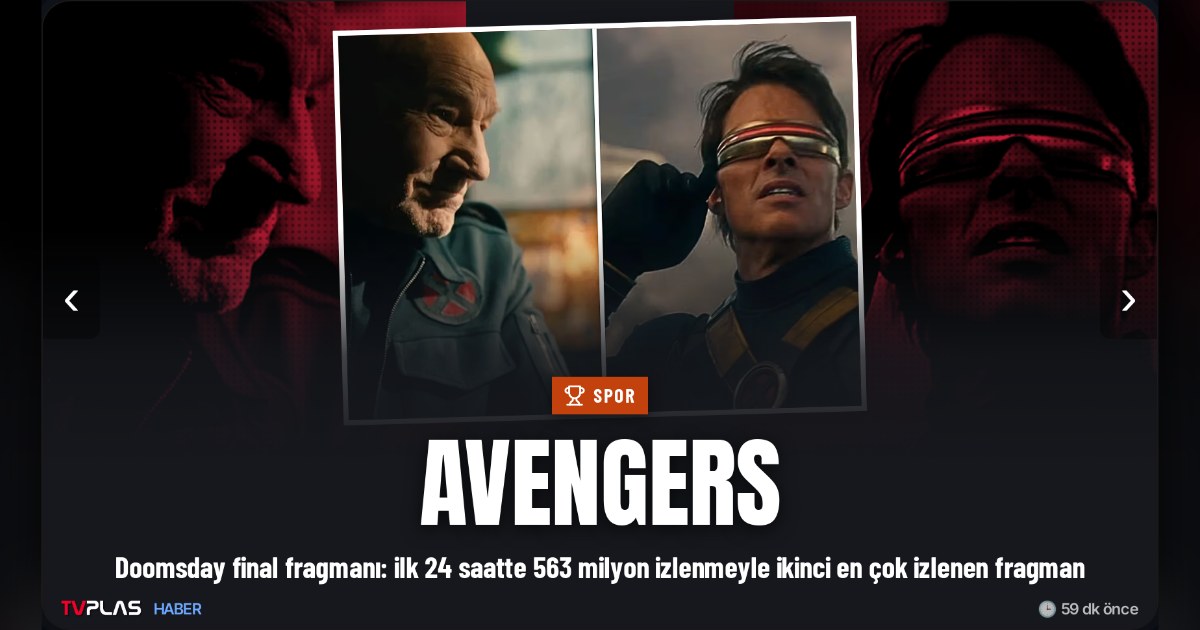 SPOR
AVENGERS
Doomsday final fragmanı: ilk 24 saatte 563 milyon izlenmeyle ikinci en çok izlenen fragman
TVPLAS HABER
59 dk önce